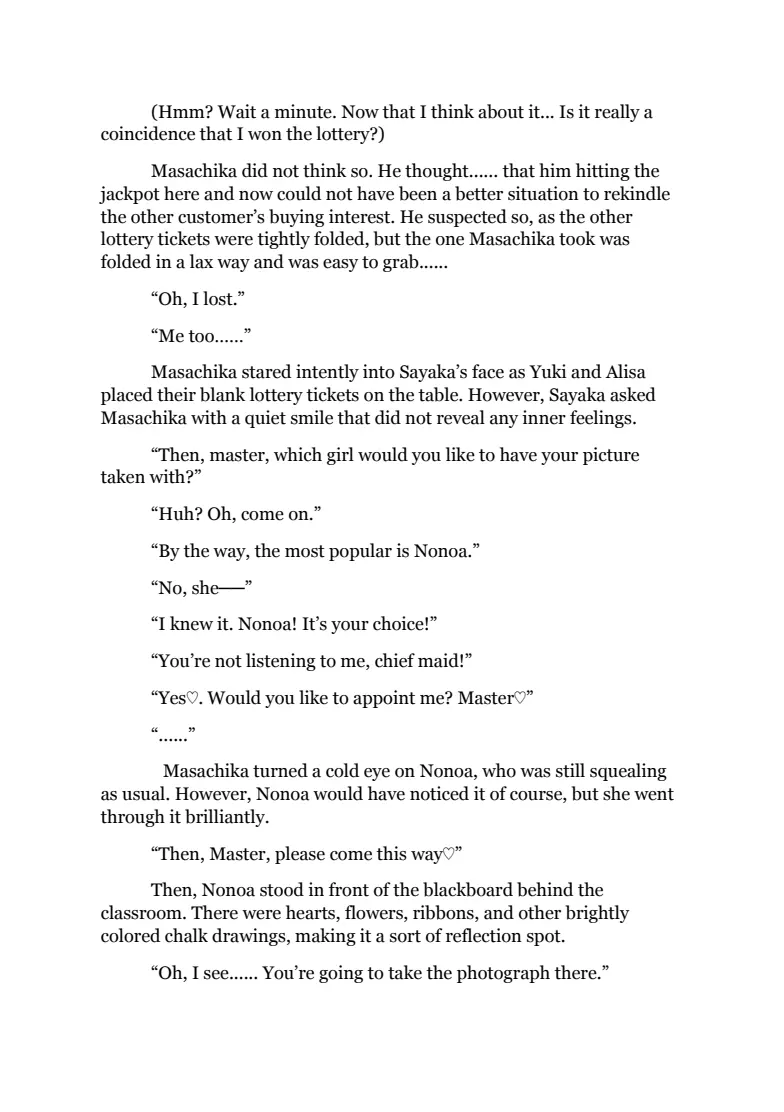 (Hmm? Wait a minute. Now that I think about it... Is it really a
coincidence that I won the lottery?)
Masachika did not think so. He thought...... that him hitting the
jackpot here and now could not have been a better situation to rekindle
the other customer’s buying interest. He suspected so, as the other
lottery tickets were tightly folded, but the one Masachika took was
folded in a lax way and was easy to grab......
“Oh, I lost.”
“Me too......”
Masachika stared intently into Sayaka’s face as Yuki and Alisa
placed their blank lottery tickets on the table. However, Sayaka asked
Masachika with a quiet smile that did not reveal any inner feelings.
“Then, master, which girl would you like to have your picture
taken with?”
“Huh? Oh, come on.”
“By the way, the most popular is Nonoa.”
“No, she──”
“I knew it. Nonoa! It’s your choice!”
“You’re not listening to me, chief maid!”
“Yes♡. Would you like to appoint me? Master♡”
“......”
Masachika turned a cold eye on Nonoa, who was still squealing
as usual. However, Nonoa would have noticed it of course, but she went
through it brilliantly.
“Then, Master, please come this way♡”
Then, Nonoa stood in front of the blackboard behind the
classroom. There were hearts, flowers, ribbons, and other brightly
colored chalk drawings, making it a sort of reflection spot.
“Oh, I see...... You’re going to take the photograph there.”